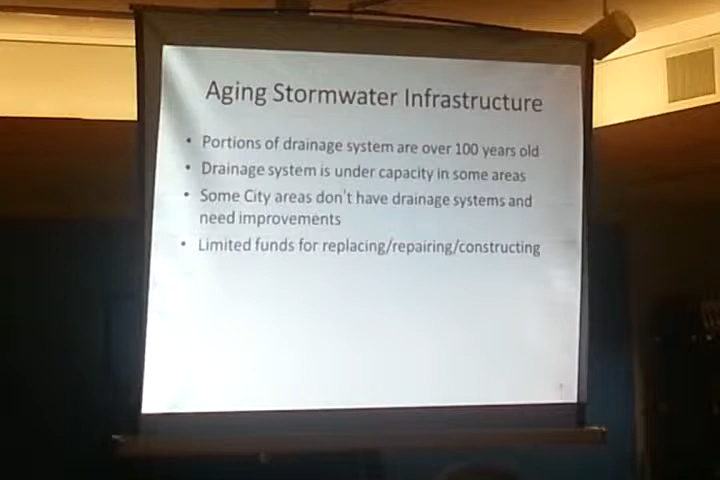 Aging Stormwater Infrastructure
• Portions of drainage system are over 100 years old
• Drainage system is under capacity in some areas
• Some City areas don't have drainage systems and
need improvements
• Limited funds for replacing/repairing/constructing